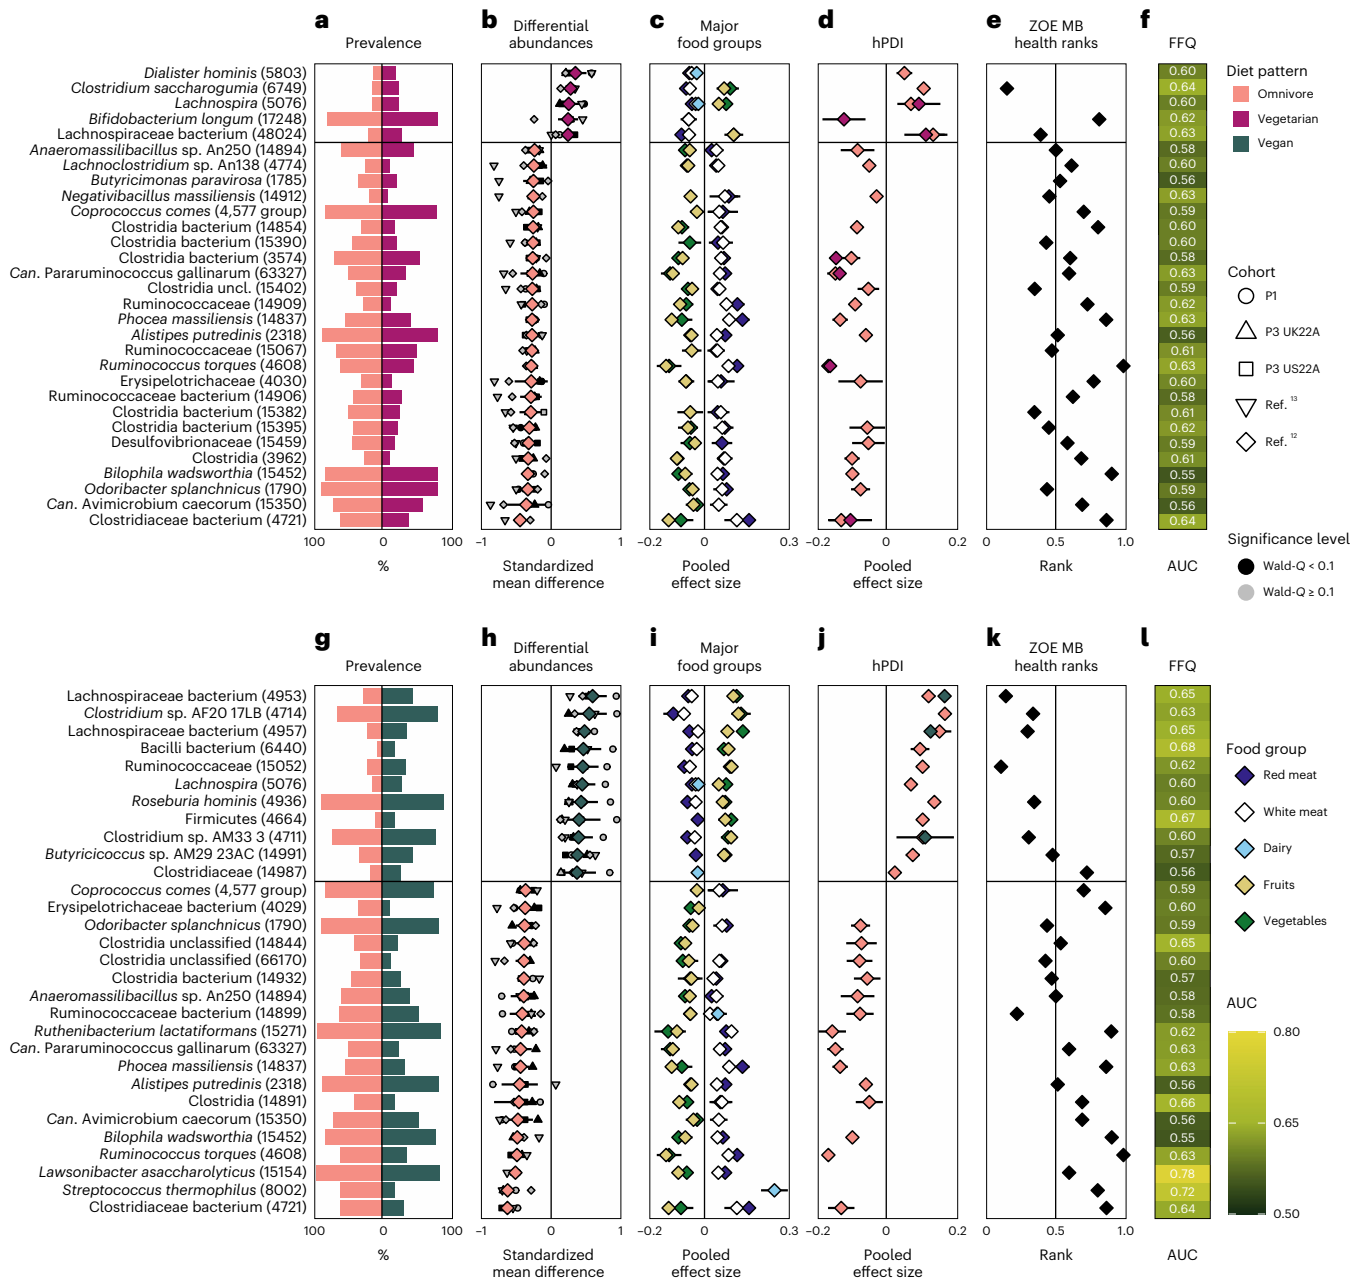 a
Prevalence
b
Differential
abundances
c
Major
food groups
d
hPDI
e
ZOE MB
health ranks
f
FFQ
Dialister hominis (5803)
Clostridium saccharogumia (6749)
Lachnospira (5076)
Bifidobacterium longum (17248)
Lachnospiraceae bacterium (48024)
Anaeromassilibacillus sp. An250 (14894)
Lachnoclostridium sp. An138 (4774)
Butyricimonas paravirosa (1785)
Negativibacillus massiliensis (14912)
Coprococcus comes (4,577 group)
Clostridia bacterium (14854)
Clostridia bacterium (15390)
Clostridia bacterium (3574)
Can. Pararuminococcus gallinarum (63327)
Clostridia uncl. (15402)
Ruminococcaceae (14909)
Phocea massiliensis (14837)
Alistipes putredinis (2318)
Ruminococcaceae (15067)
Ruminococcus torques (4608)
Erysipelotrichaceae (4030)
Ruminococcaceae bacterium (14906)
Clostridia bacterium (15382)
Clostridia bacterium (15395)
Desulfovibrionaceae (15459)
Clostridia (3962)
Bilophila wadsworthia (15452)
Odoribacter splanchnicus (1790)
Can. Avimicrobium caecorum (15350)
Clostridiaceae bacterium (4721)
0.60
0.64
0.60
0.62
0.63
0.58
0.60
0.56
0.63
0.59
0.60
0.60
0.58
0.63
0.59
0.62
0.63
0.56
0.61
0.63
0.60
0.58
0.61
0.62
0.59
0.61
0.55
0.59
0.56
0.64
100 0 100
%
−1 0 1
Standardized
mean difference
−0.2 0 0.3
Pooled
effect size
−0.2 0 0.2
Pooled
effect size
0 0.5 1.0
Rank
AUC
Diet pattern
Omnivore
Vegetarian
Vegan
Cohort
P1
P3 UK22A
P3 US22A
Ref. 13
Ref. 12
Significance level
Wald-Q < 0.1
Wald-Q ≥ 0.1
g
Prevalence
h
Differential
abundances
i
Major
food groups
j
hPDI
k
ZOE MB
health ranks
l
FFQ
Lachnospiraceae bacterium (4953)
Clostridium sp. AF20 17LB (4714)
Lachnospiraceae bacterium (4957)
Bacilli bacterium (6440)
Ruminococcaceae (15052)
Lachnospira (5076)
Roseburia hominis (4936)
Firmicutes (4664)
Clostridium sp. AM33 3 (4711)
Butyricicoccus sp. AM29 23AC (14991)
Clostridiaceae (14987)
Coprococcus comes (4,577 group)
Erysipelotrichaceae bacterium (4029)
Odoribacter splanchnicus (1790)
Clostridia unclassified (14844)
Clostridia unclassified (66170)
Clostridia bacterium (14932)
Anaeromassilibacillus sp. An250 (14894)
Ruminococcaceae bacterium (14899)
Ruthenibacterium lactatiformans (15271)
Can. Pararuminococcus gallinarum (63327)
Phocea massiliensis (14837)
Alistipes putredinis (2318)
Clostridia (14891)
Can. Avimicrobium caecorum (15350)
Bilophila wadsworthia (15452)
Ruminococcus torques (4608)
Lawsonibacter asaccharolyticus (15154)
Streptococcus thermophilus (8002)
Clostridiaceae bacterium (4721)
0.65
0.63
0.65
0.68
0.62
0.60
0.60
0.67
0.60
0.57
0.56
0.59
0.60
0.59
0.65
0.60
0.57
0.58
0.58
0.62
0.63
0.63
0.56
0.66
0.56
0.55
0.63
0.78
0.72
0.64
100 0 100
%
−1 0 1
Standardized
mean difference
−0.2 0 0.3
Pooled
effect size
−0.2 0 0.2
Pooled
effect size
0 0.5 1.0
Rank
AUC
Food group
Red meat
White meat
Dairy
Fruits
Vegetables
AUC
0.80
0.65
0.50